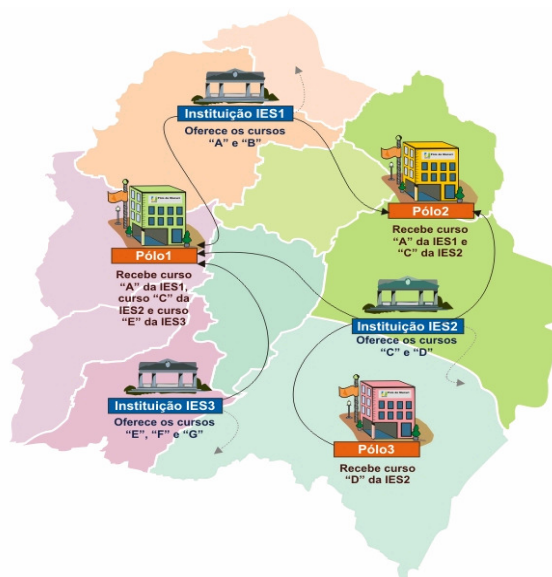 Instituição IES1
Oferece os cursos
“A” e “B”
Pólo2
Recebe curso
“A” da IES1 e
“C” da IES2
Pólo1
Recebe curso
“A” da IES1,
curso “C” da
IES2 e curso
“E” da IES3
Instituição IES2
Oferece os cursos
“C” e “D”
Instituição IES3
Oferece os cursos
“E”, “F” e “G”
Pólo3
Recebe curso
“D” da IES2